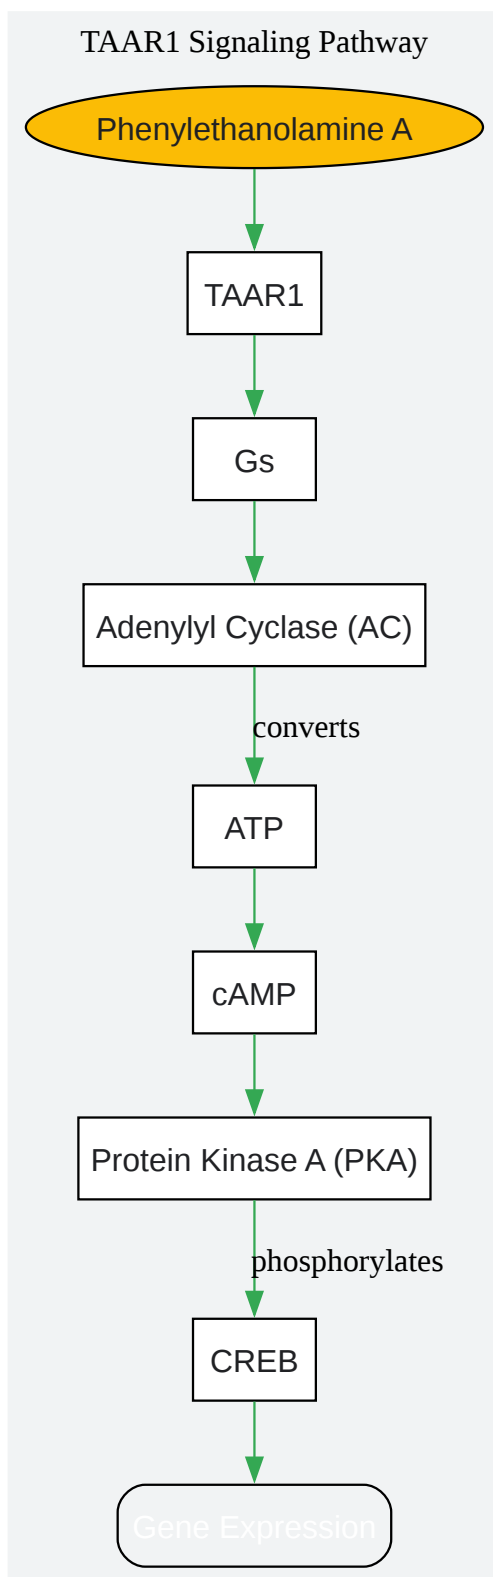 TAAR1 Signaling Pathway
Phenylethanolamine A
TAAR1
Gs
Adenylyl Cyclase (AC)
converts
ATP
cAMP
Protein Kinase A (PKA)
phosphorylates
CREB
Gene Expression